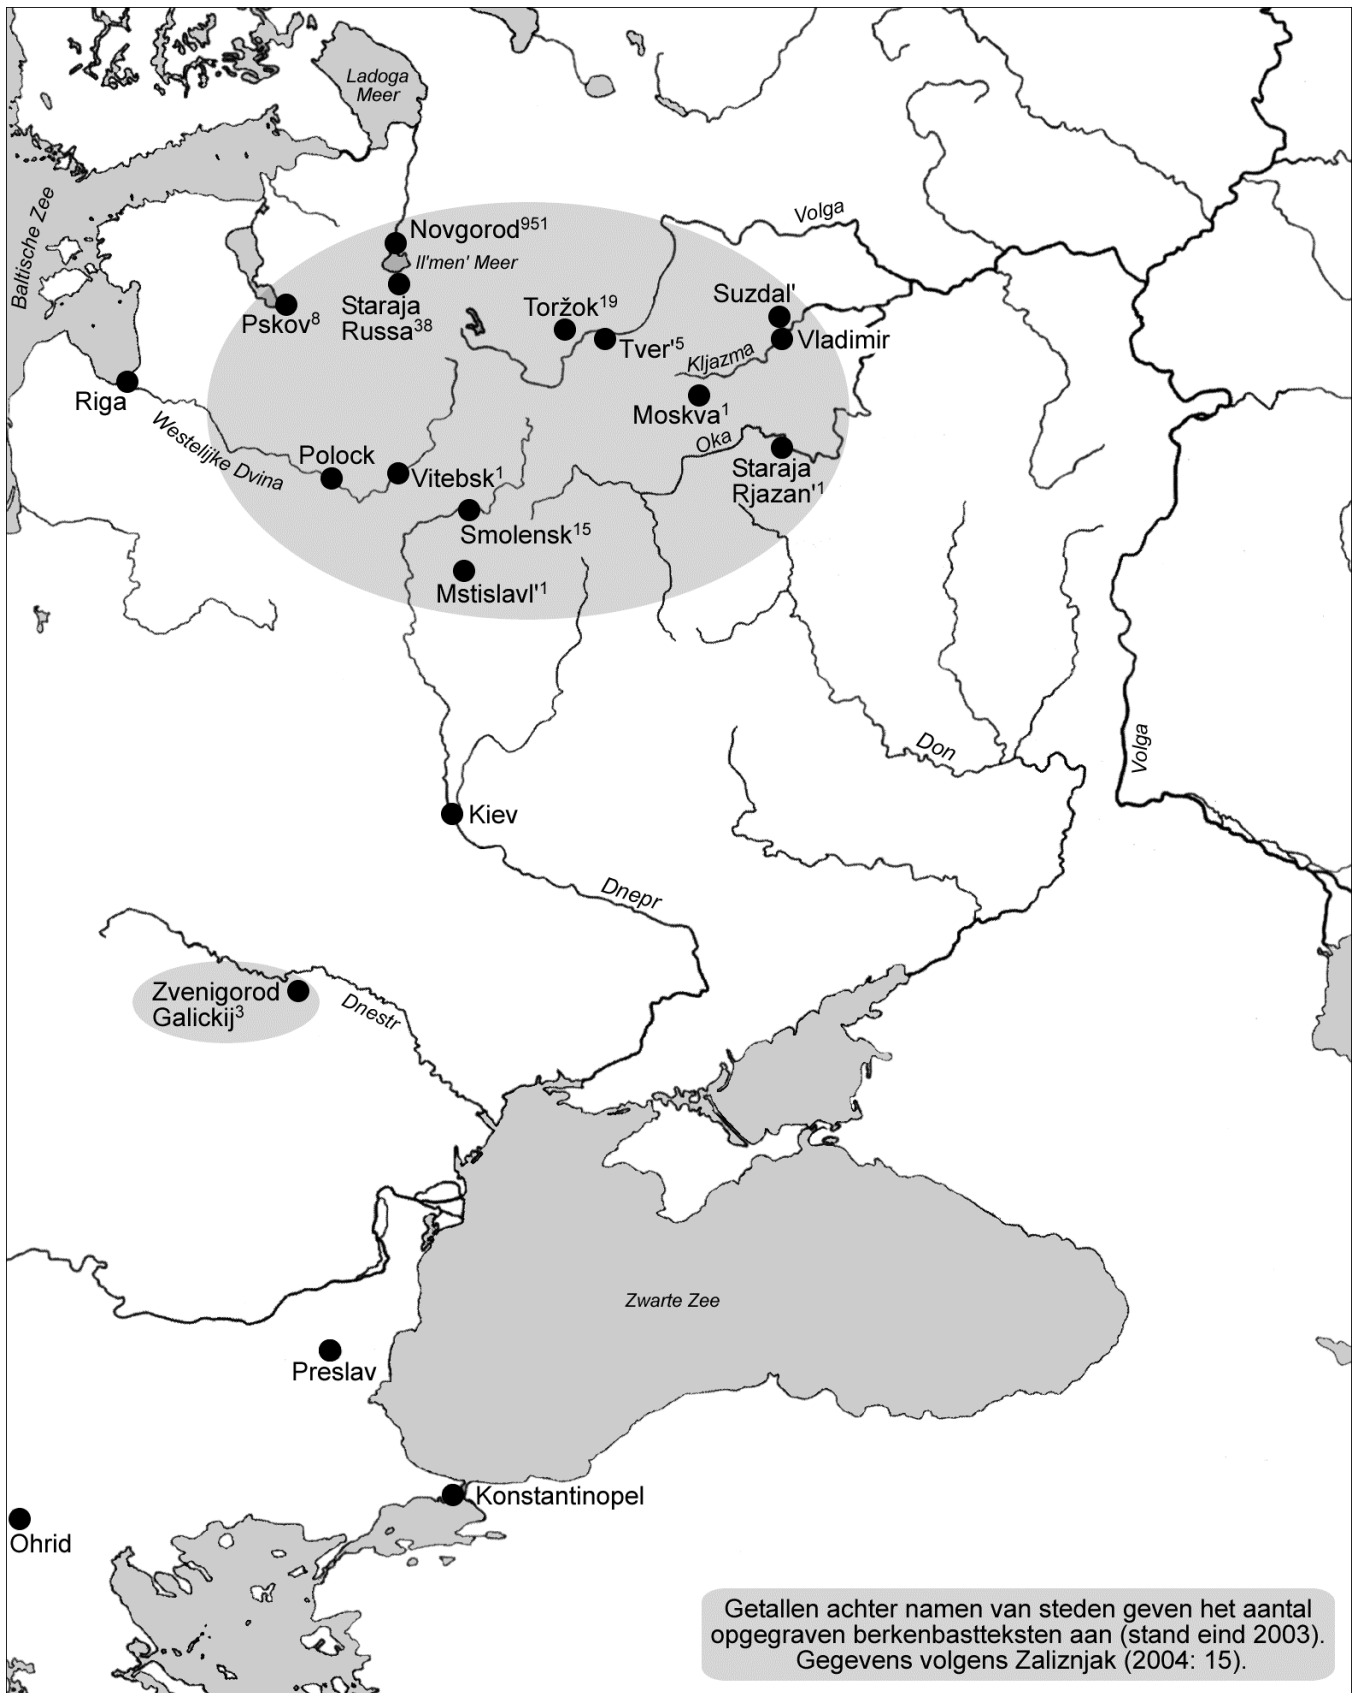 Ladoga
Meer
Baltische Zee
Novgorod951
Il'men' Meer
Volga
Pskov8
Staraja
Russa38
Toržok19
Tver'5
Suzdal'
Vladimir
Kljazma
Moskva1
Riga
Westelijke Dvina
Polock
Vitebsk1
Oka
Staraja
Rjazan'1
Smolensk15
Mstislavl'1
Don
Volga
Kiev
Dnepr
Zvenigorod
Galickij3
Dnestr
Zwarte Zee
Preslav
Konstantinopel
Ohrid
Getallen achter namen van steden geven het aantal
opgegraven berkenbastteksten aan (stand eind 2003).
Gegevens volgens Zaliznjak (2004: 15).